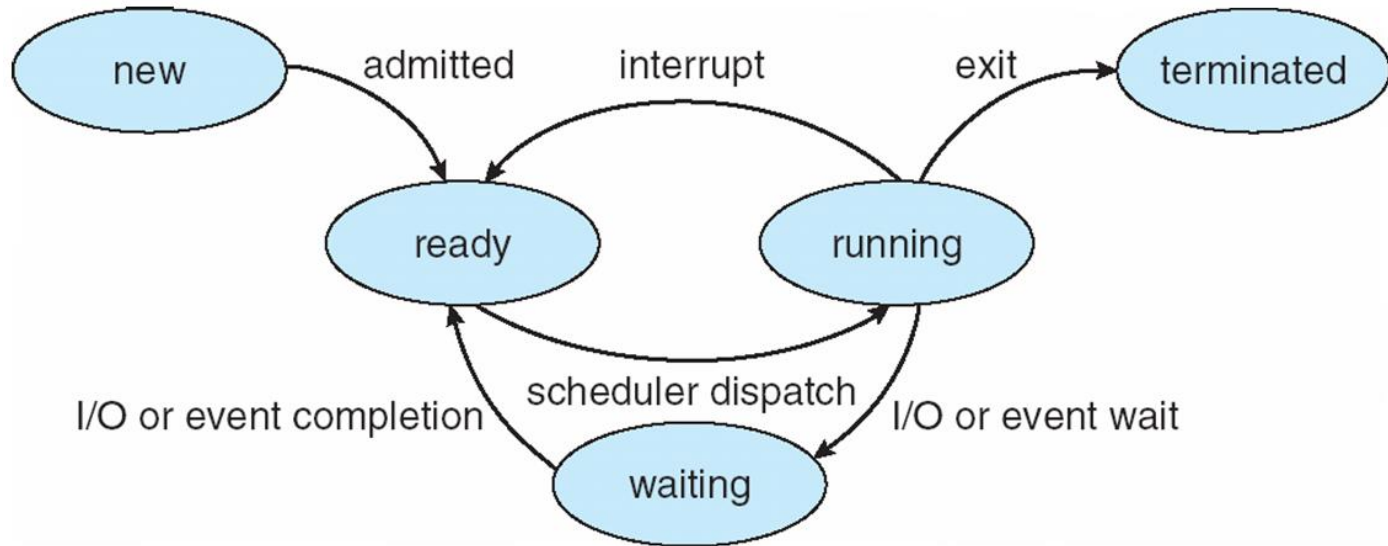 new
admitted
interrupt
exit
terminated
ready
running
scheduler dispatch
I/O or event completion
I/O or event wait
waiting